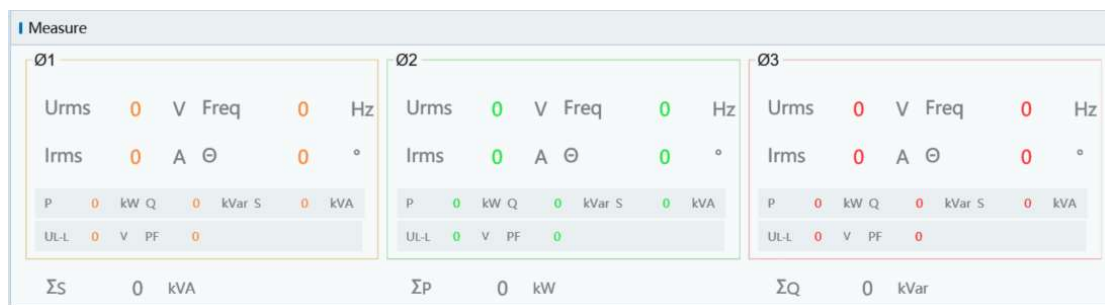 Measure
Ø1
Urms 0 V Freq 0 Hz
Irms 0 A Θ 0 °
P 0 kW Q 0 kVar S 0 kVA
UL-L 0 V PF 0
Ø2
Urms 0 V Freq 0 Hz
Irms 0 A Θ 0 °
P 0 kW Q 0 kVar S 0 kVA
UL-L 0 V PF 0
Ø3
Urms 0 V Freq 0 Hz
Irms 0 A Θ 0 °
P 0 kW Q 0 kVar S 0 kVA
UL-L 0 V PF 0
ΣS 0 kVA
ΣP 0 kW
ΣQ 0 kVar